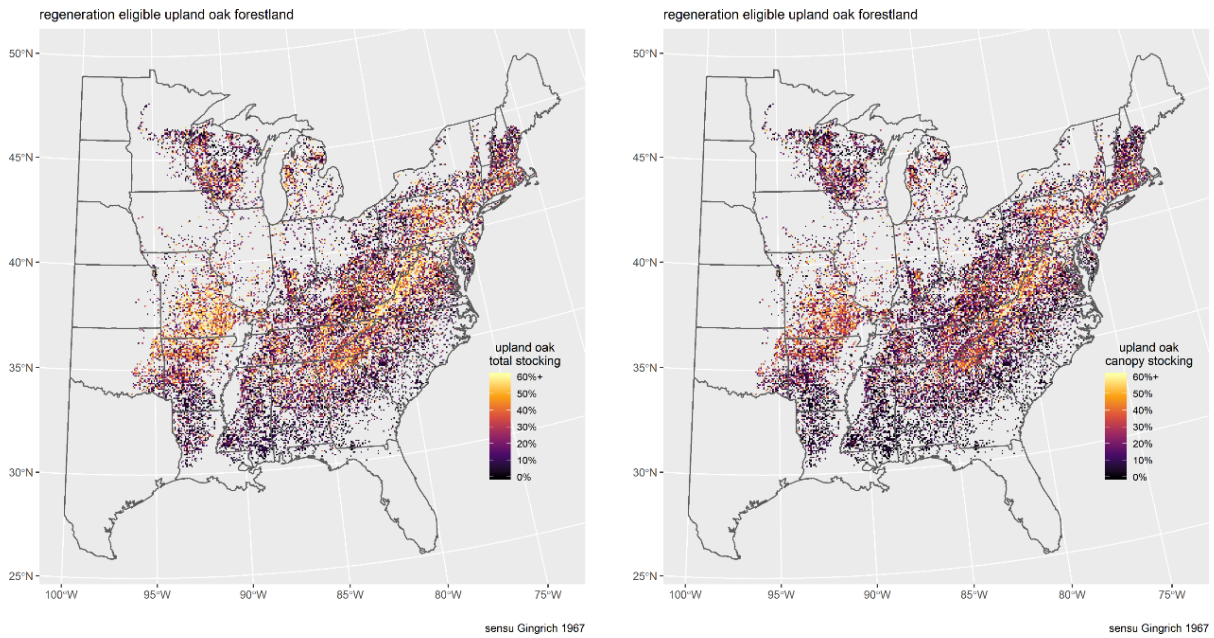 regeneration eligible upland oak forestland
50°N
45°N
40°N
35°N
30°N
25°N
100°W
95°W
90°W
85°W
80°W
75°W
upland oak
total stocking
60%+
50%
40%
30%
20%
10%
0%
sensu Gingrich 1967
regeneration eligible upland oak forestland
50°N
45°N
40°N
35°N
30°N
25°N
100°W
95°W
90°W
85°W
80°W
75°W
upland oak
canopy stocking
60%+
50%
40%
30%
20%
10%
0%
sensu Gingrich 1967